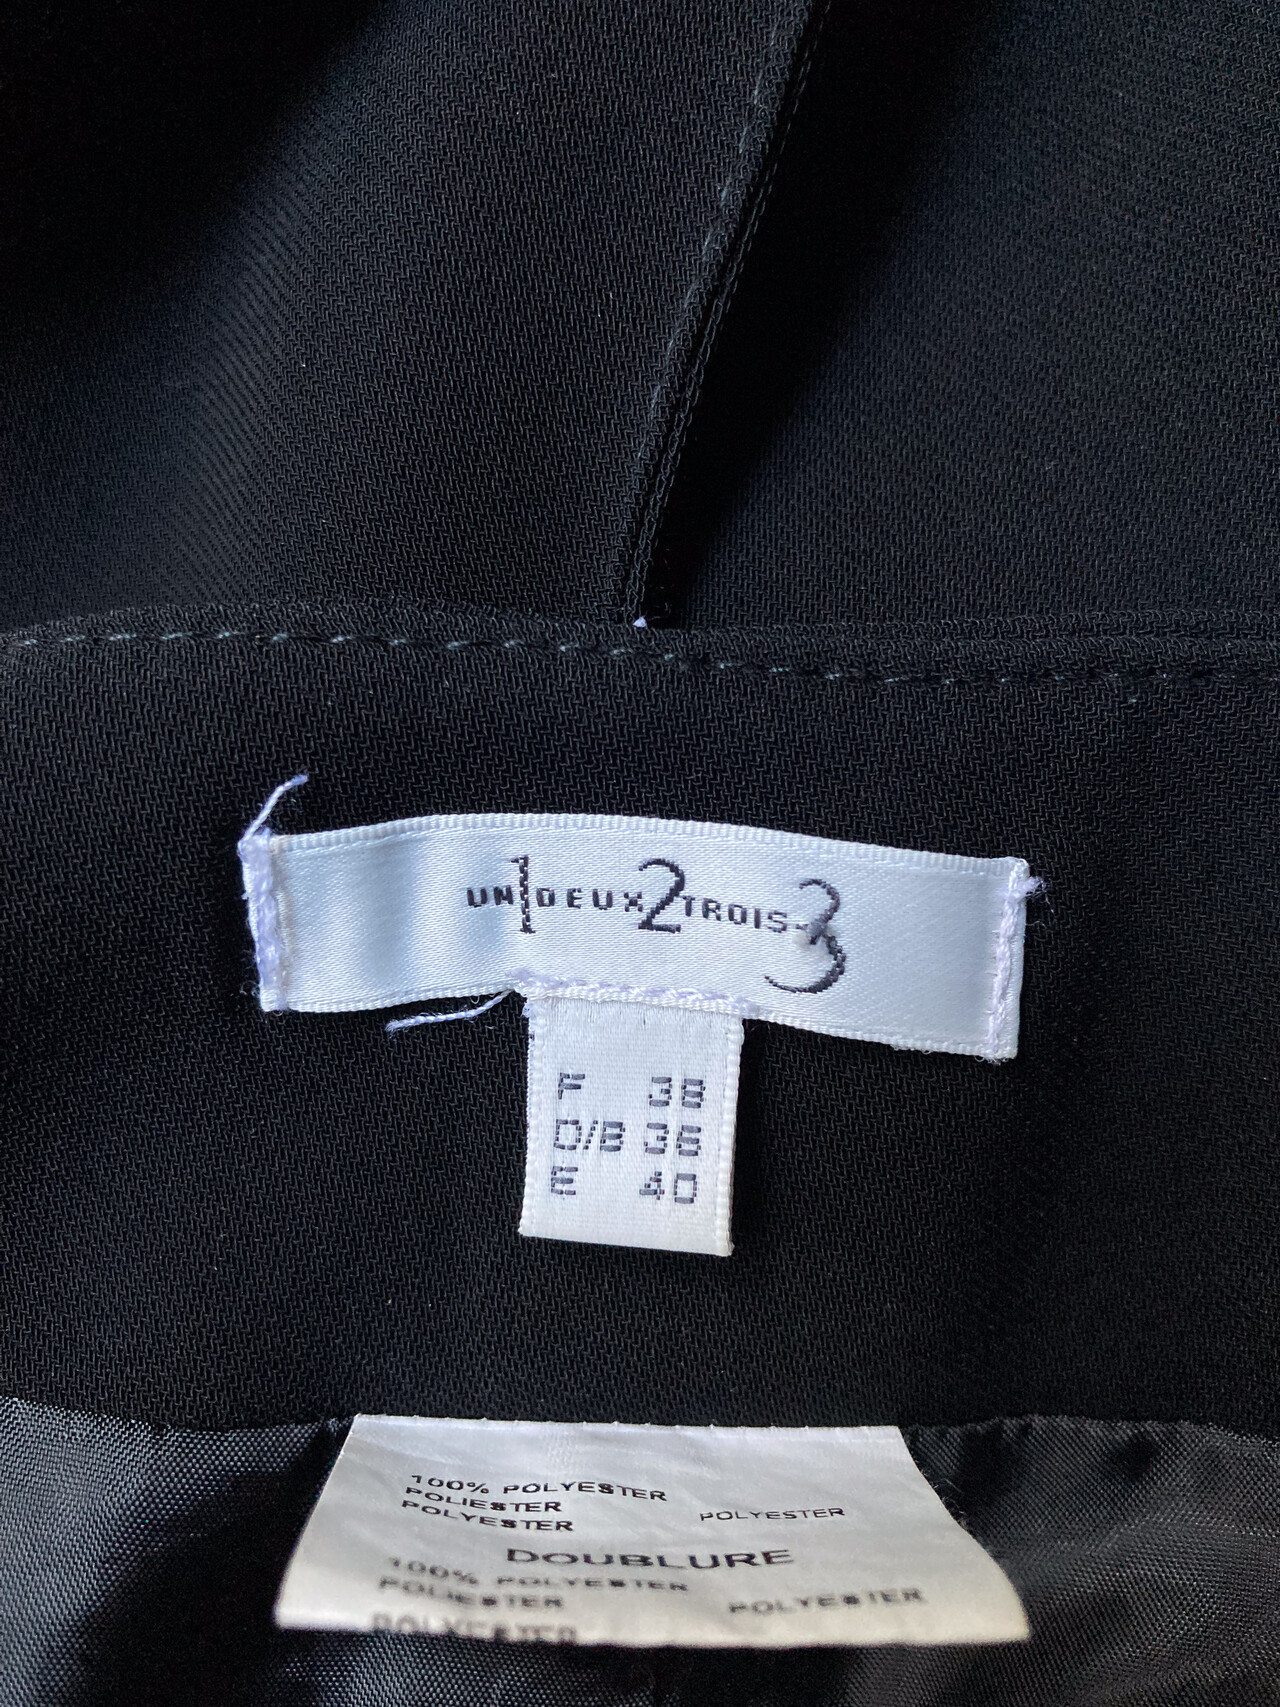 UN 1 DEUX 2 TROIS 3
F 38
D/B 36
E 40
100% POLYESTER
POLIESTER
POLYESTER POLYESTER
DOUBLURE
100% POLYESTER
POLIESTER POLYESTER
POLYESTER